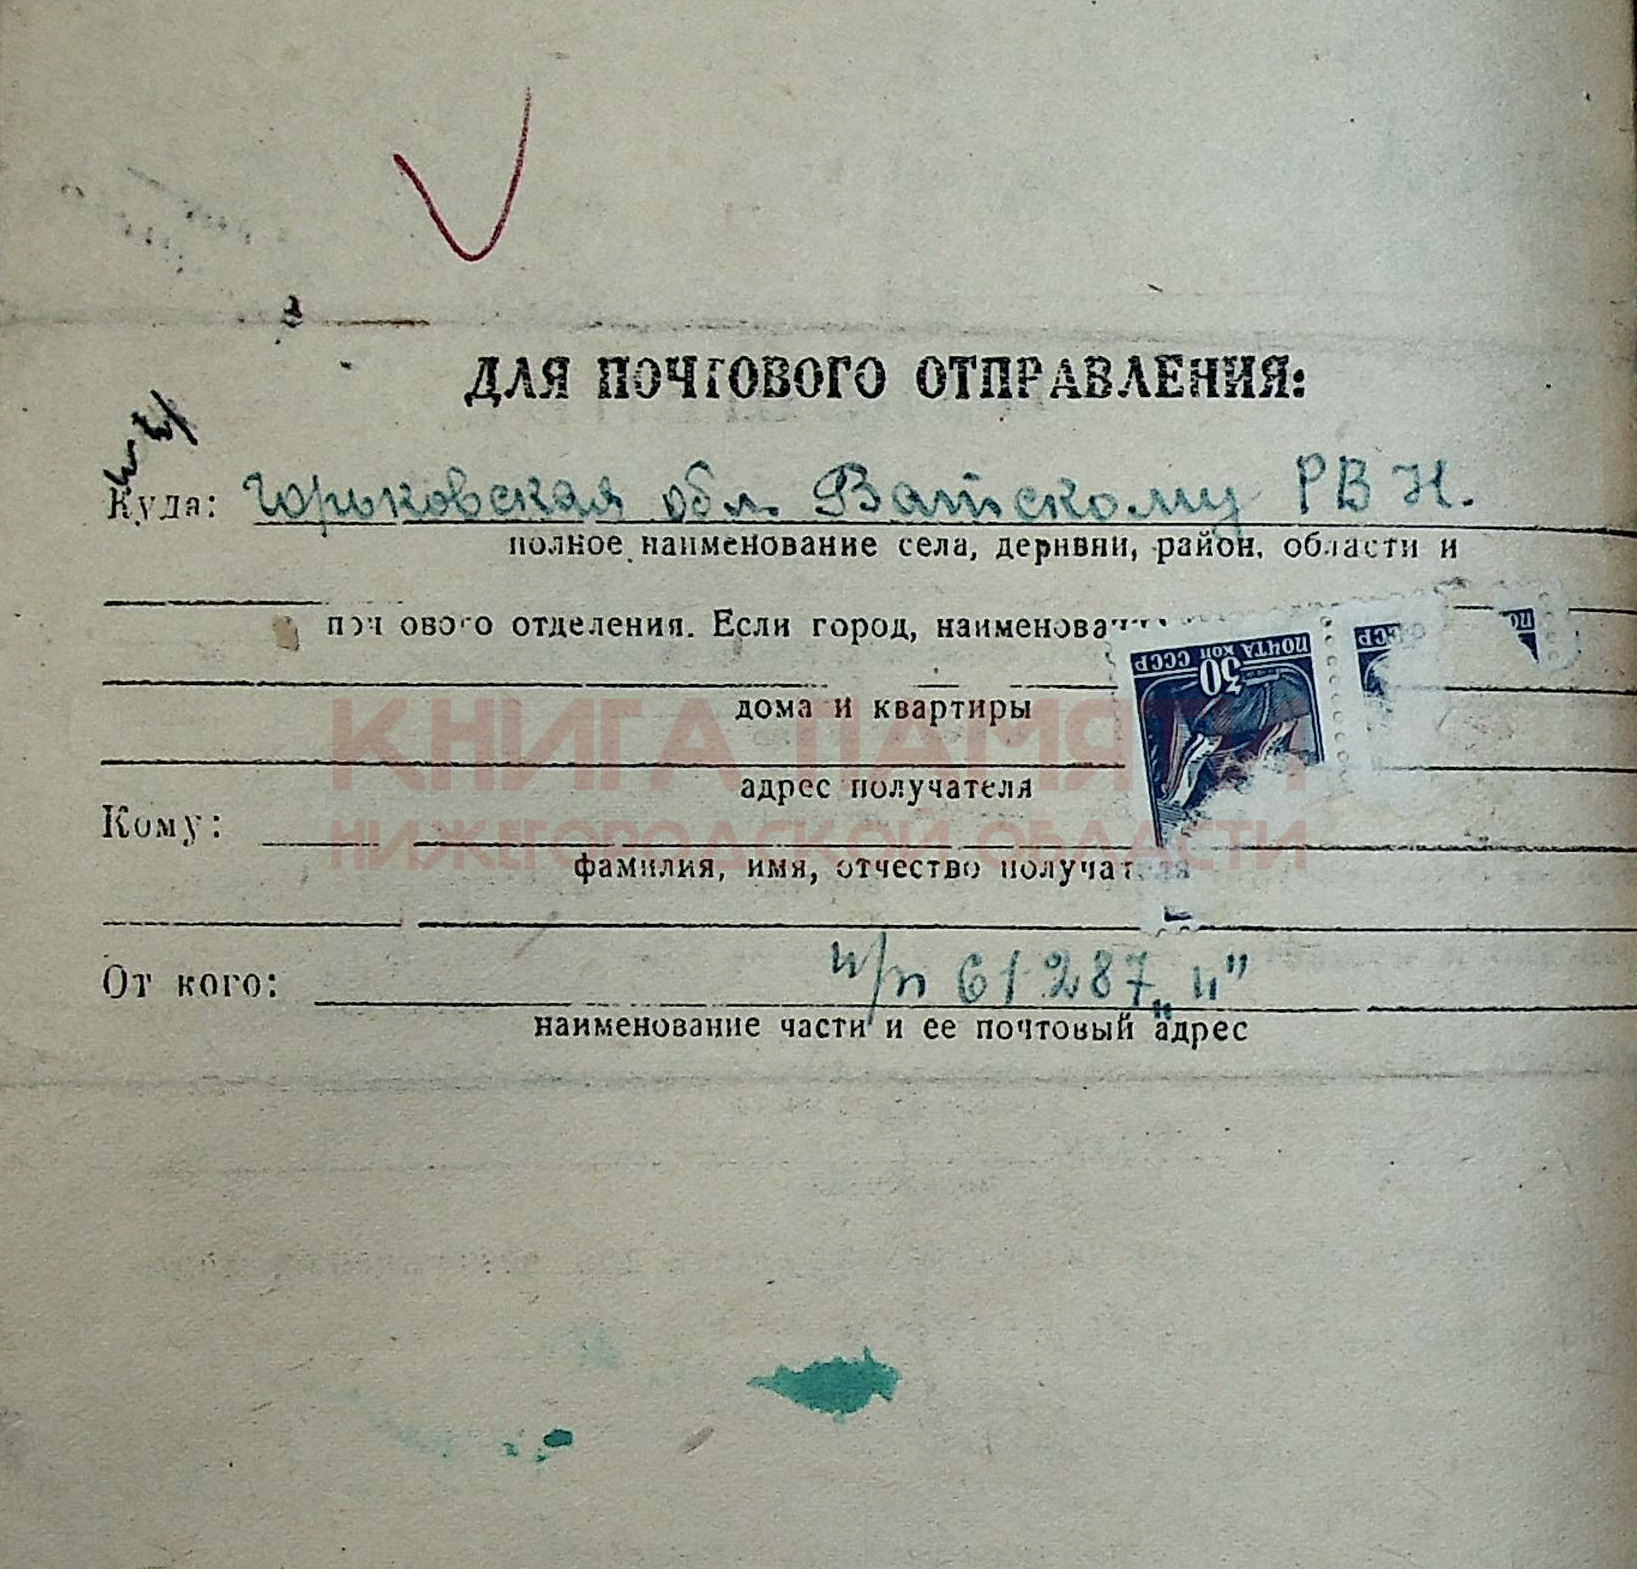 ДЛЯ ПОЧТОВОГО ОТПРАВЛЕНИЯ:
Куда: Горьковская обл. Ватскому РВК.
полное наименование села, деривни, район, области и
почтового отделения. Если город,
дома и квартиры
ПОЧТА СССР
30 КОП
КНИГА ПАМЯТИ
адрес получателя
Кому:
НИЖЕГОРОДСКОЙ ОБЛАСТИ
фамилия, имя, отчество получателя
От кого: п/п 61287 „и"
наименование части и ее почтовый адрес